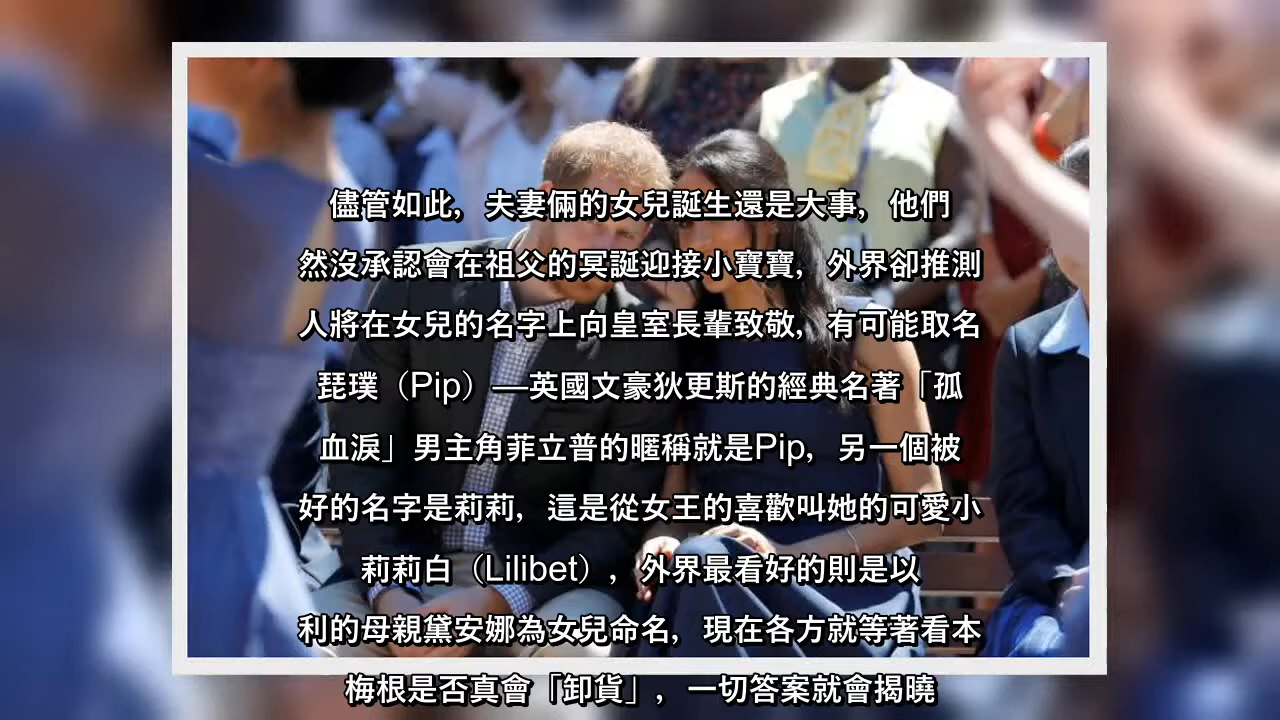 儘管如此，夫妻倆的女兒誕生還是大事，他們
然沒承認會在祖父的冥誕迎接小寶寶，外界卻推測
人將在女兒的名字上向皇室長輩致敬，有可能取名
琵璞（Pip）—英國文豪狄更斯的經典名著「孤
血淚」男主角菲立普的暱稱就是Pip，另一個被
好的名字是莉莉，這是從女王的喜歡叫她的可愛小
莉莉白（Lilibet），外界最看好的則是以
利的母親黛安娜為女兒命名，現在各方就等著看本
梅根是否真會「卸貨」，一切答案就會揭曉